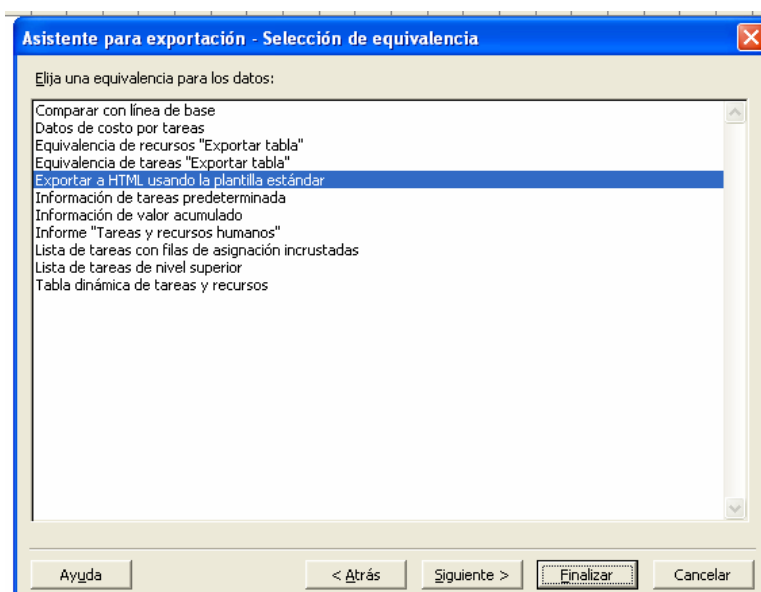 Asistente para exportación - Selección de equivalencia
Elija una equivalencia para los datos:
Comparar con línea de base
Datos de costo por tareas
Equivalencia de recursos "Exportar tabla"
Equivalencia de tareas "Exportar tabla"
Exportar a HTML usando la plantilla estándar
Información de tareas predeterminada
Información de valor acumulado
Informe "Tareas y recursos humanos"
Lista de tareas con filas de asignación incrustadas
Lista de tareas de nivel superior
Tabla dinámica de tareas y recursos
Ayuda < Atrás Siguiente > Finalizar Cancelar